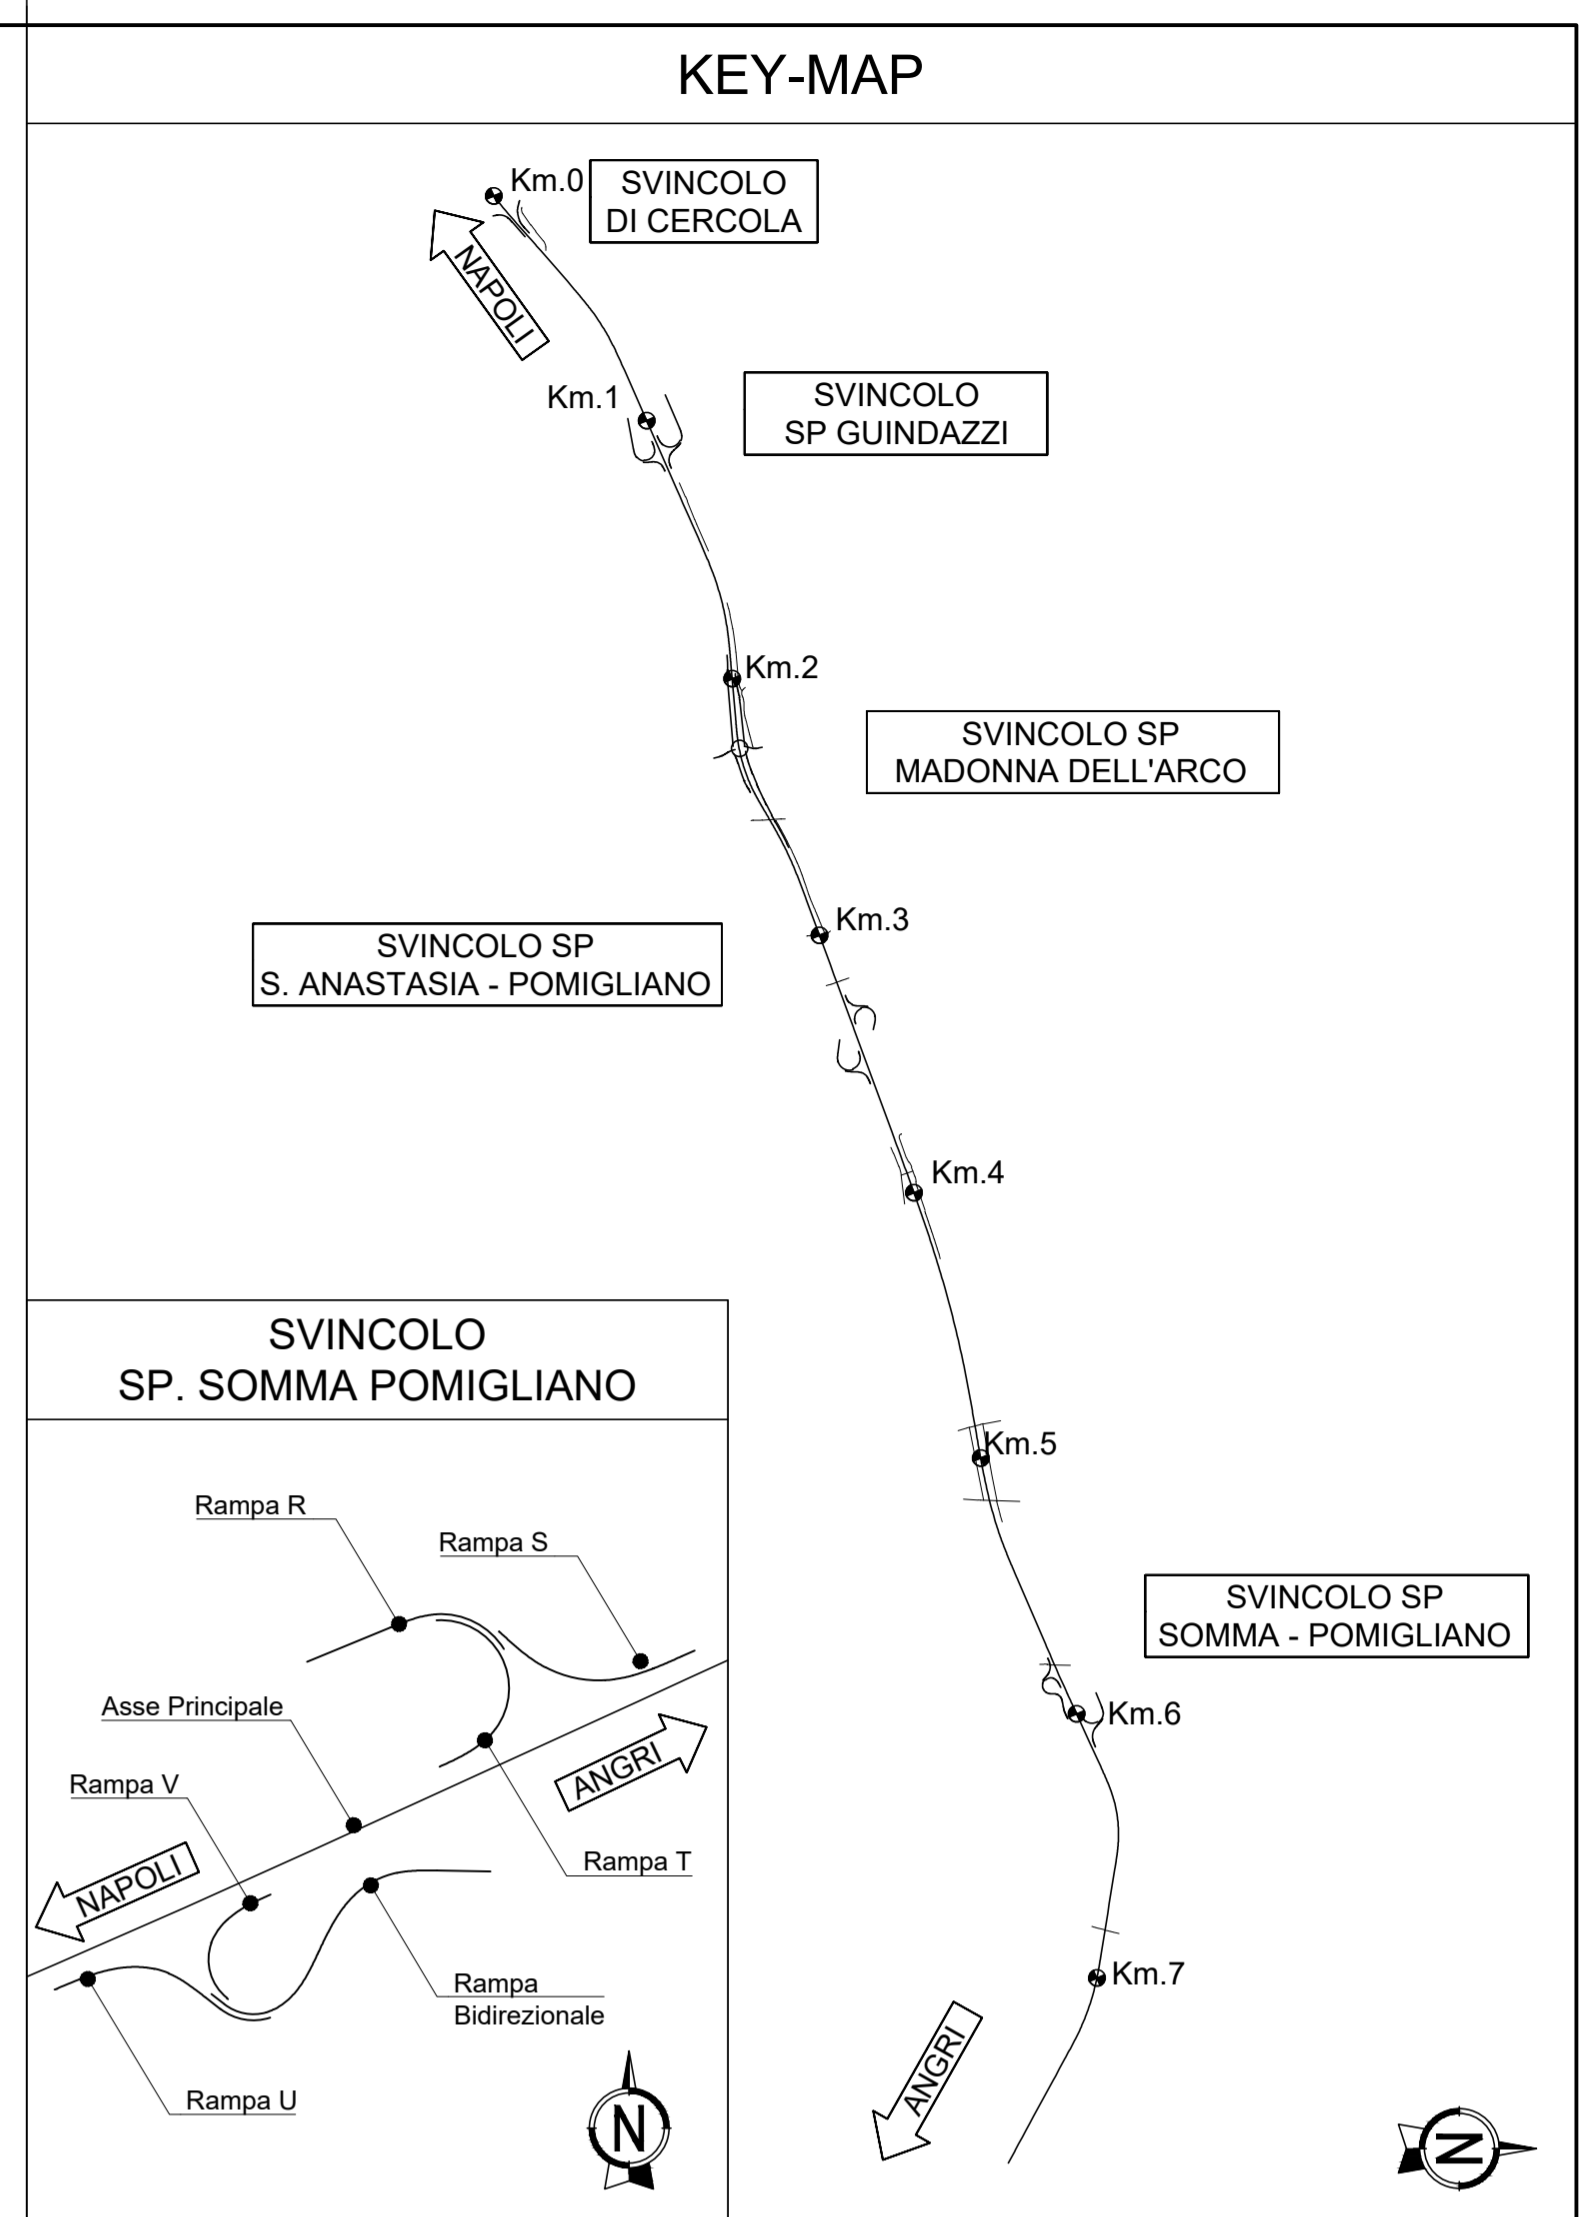 KEY-MAP
Km.0
SVINCOLO
DI CERCOLA
NAPOLI
Km.1
SVINCOLO
SP GUINDAZZI
Km.2
SVINCOLO SP
MADONNA DELL'ARCO
Km.3
SVINCOLO SP
S. ANASTASIA - POMIGLIANO
Km.4
Km.5
SVINCOLO SP
SOMMA - POMIGLIANO
Km.6
Km.7
ANGRI
N
SVINCOLO
SP. SOMMA POMIGLIANO
Rampa R
Rampa S
Asse Principale
ANGRI
Rampa V
NAPOLI
Rampa T
Rampa
Bidirezionale
Rampa U
N